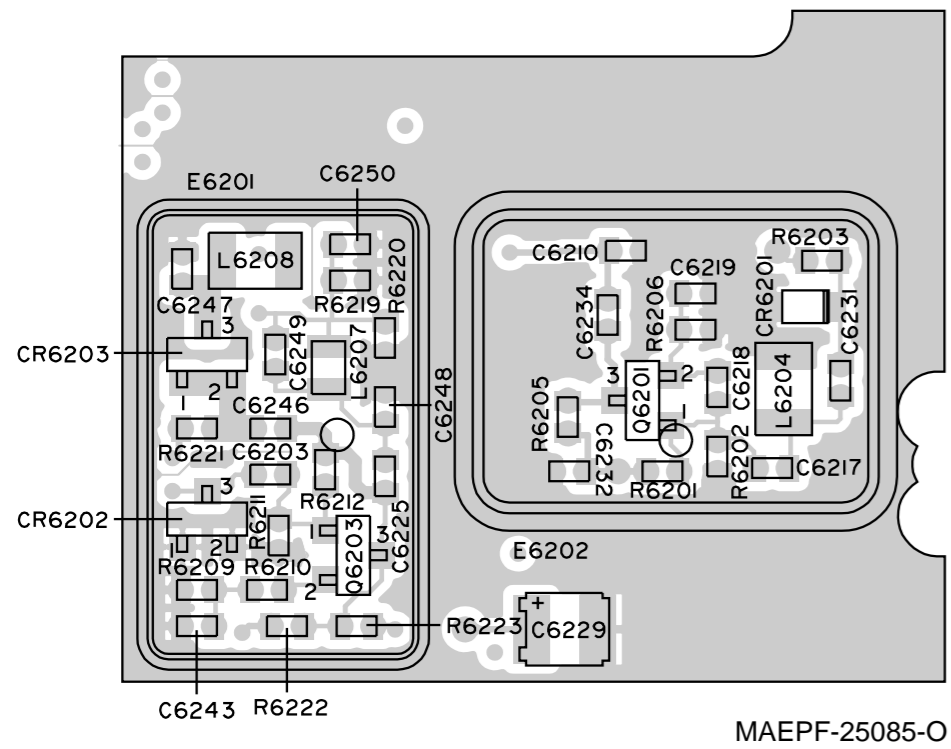 C6250
E6201
R6220
L6208
C6247
R6219
C6210
R6203
C6219
CR6201
C6231
C6234
R6206
3
C6249
L6207
CR6203
1
2
C6248
C6246
R6221
C6203
3
R6205
Q6201
2
1
C6218
L6204
C6232
R6201
R6202
C6217
3
R6211
R6212
CR6202
1
2
1
Q6203
3
C6225
2
R6209
R6210
E6202
R6223
+
C6229
C6243
R6222
MAEPF-25085-O